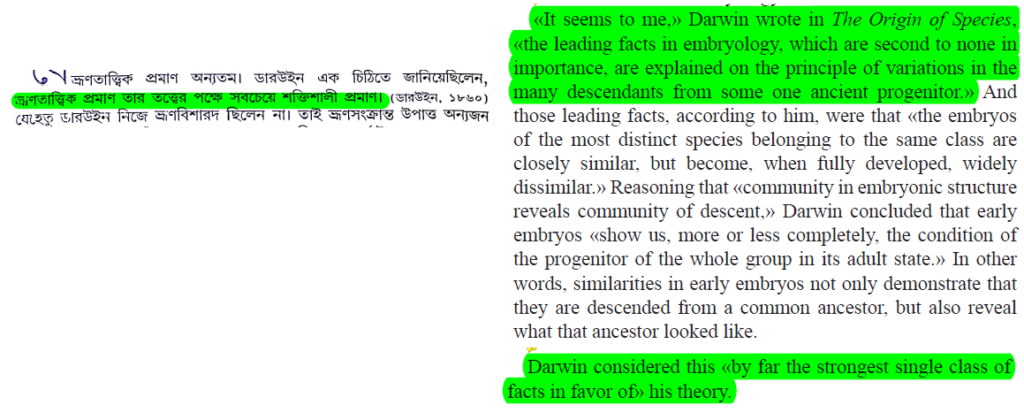 ৬৭ ভ্রূণতাত্ত্বিক প্রমাণ অন্যতম। ডারউইন এক চিঠিতে জানিয়েছিলেন,
ভ্রূণতাত্ত্বিক প্রমাণ তার তত্ত্বের পক্ষে সবচেয়ে শক্তিশালী প্রমাণ। (ডারউইন, ১৮৬০)
যেহেতু ডারউইন নিজে ভ্রূণবিশারদ ছিলেন না। তাই ভ্রূণসংক্রান্ত উপাত্ত অন্যজন
«It seems to me,» Darwin wrote in The Origin of Species,
«the leading facts in embryology, which are second to none in
importance, are explained on the principle of variations in the
many descendants from some one ancient progenitor.» And
those leading facts, according to him, were that «the embryos
of the most distinct species belonging to the same class are
closely similar, but become, when fully developed, widely
dissimilar.» Reasoning that «community in embryonic structure
reveals community of descent,» Darwin concluded that early
embryos «show us, more or less completely, the condition of
the progenitor of the whole group in its adult state.» In other
words, similarities in early embryos not only demonstrate that
they are descended from a common ancestor, but also reveal
what that ancestor looked like.
Darwin considered this «by far the strongest single class of
facts in favor of» his theory.